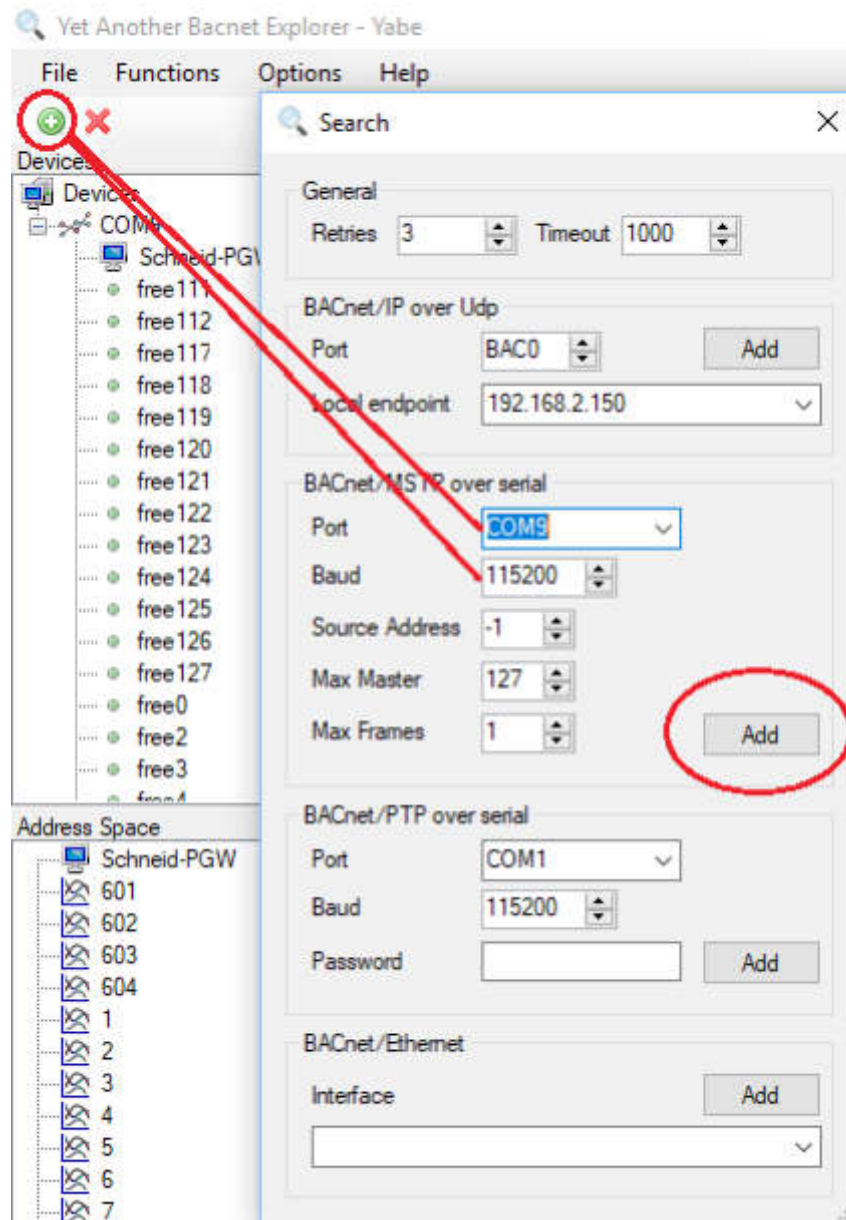 Yet Another Bacnet Explorer - Yabe
File Functions Options Help
Devices
Devices
COM9
Schneid-PGW
free111
free112
free117
free118
free119
free120
free121
free122
free123
free124
free125
free126
free127
free0
free2
free3
free4
Address Space
Schneid-PGW
601
602
603
604
1
2
3
4
5
6
7
Search
General
Retries 3 Timeout 1000
BACnet/IP over Udp
Port BAC0 Add
Local endpoint 192.168.2.150
BACnet/MSTP over serial
Port COM9
Baud 115200
Source Address -1
Max Master 127
Max Frames 1 Add
BACnet/PTP over serial
Port COM1
Baud 115200
Password Add
BACnet/Ethernet
Interface Add